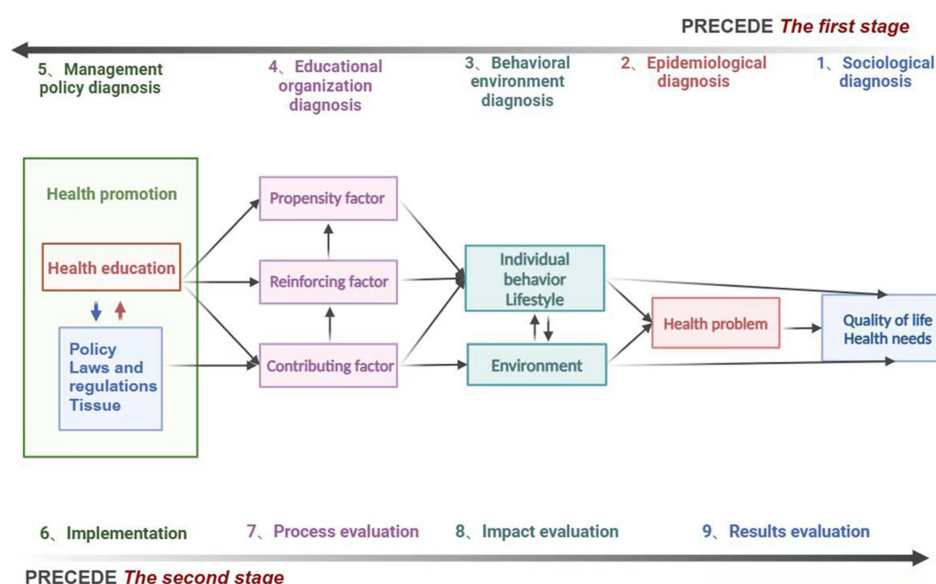 PRECEDE The first stage
5、Management
policy diagnosis
4、Educational
organization
diagnosis
3、Behavioral
environment
diagnosis
2、Epidemiological
diagnosis
1、Sociological
diagnosis
Health promotion
Health education
Policy
Laws and
regulations
Tissue
Propensity factor
Reinforcing factor
Contributing factor
Individual
behavior
Lifestyle
Environment
Health problem
Quality of life
Health needs
6、Implementation
7、Process evaluation
8、Impact evaluation
9、Results evaluation
PRECEDE The second stage